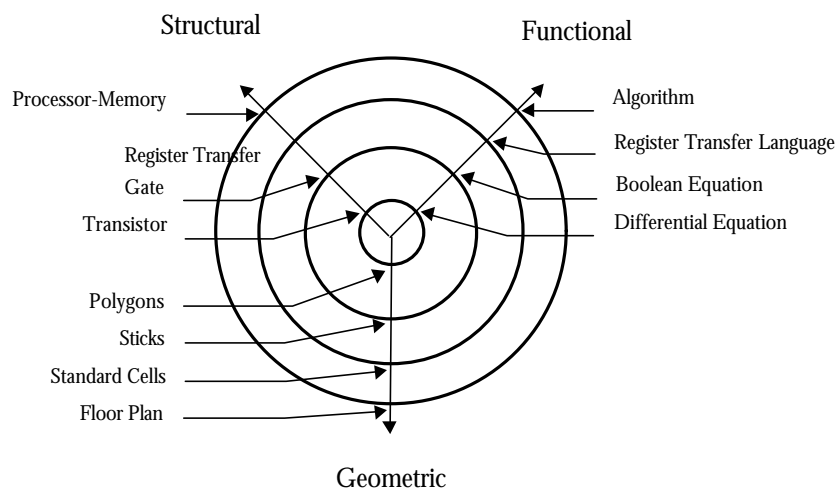 Structural
Functional
Processor-Memory
Register Transfer
Gate
Transistor
Algorithm
Register Transfer Language
Boolean Equation
Differential Equation
Polygons
Sticks
Standard Cells
Floor Plan
Geometric